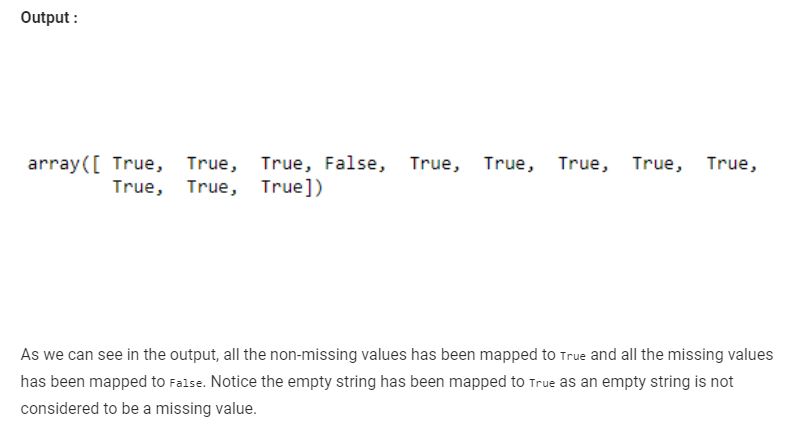 Output :
array([ True,  True,  True, False,  True,  True,  True,  True,  True,
        True,  True,  True])
As we can see in the output, all the non-missing values has been mapped to True and all the missing values
has been mapped to False. Notice the empty string has been mapped to True as an empty string is not
considered to be a missing value.